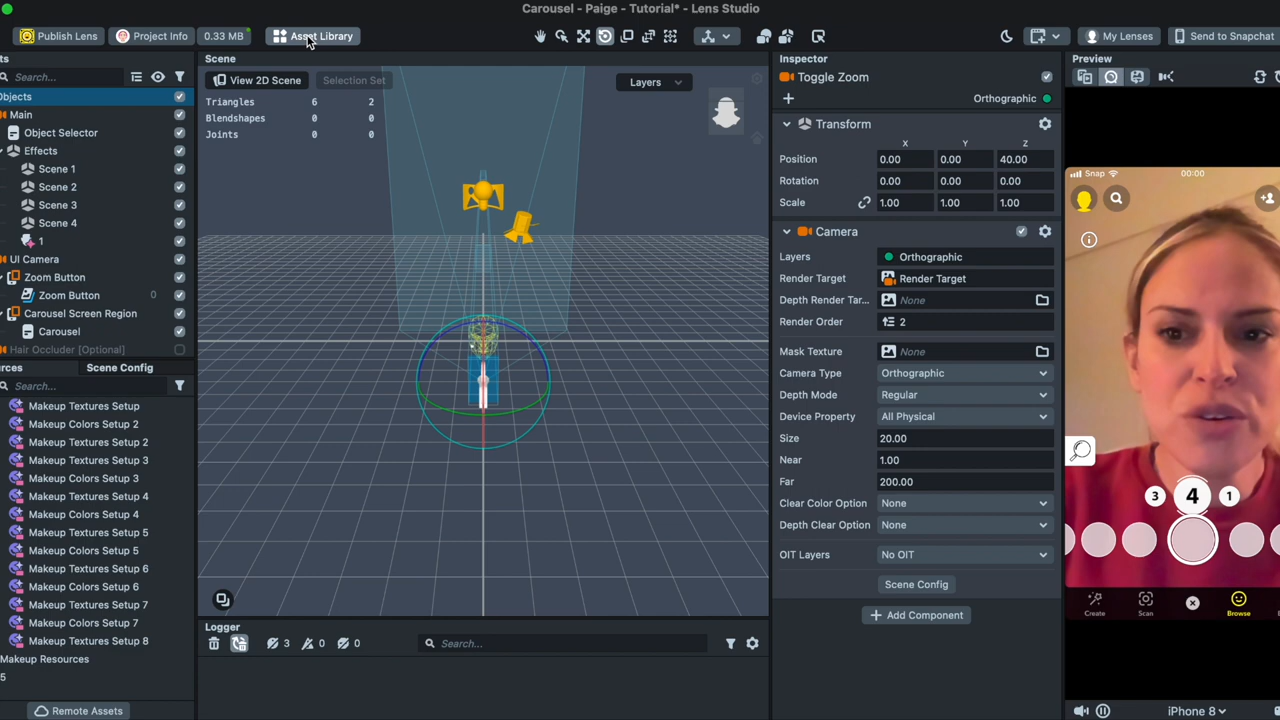 Carousel - Paige - Tutorial* - Lens Studio
Publish Lens
Project Info
0.33 MB
Asset Library
My Lenses
Send to Snapchat
ts
Search...
Objects
Main
Object Selector
Effects
Scene 1
Scene 2
Scene 3
Scene 4
1
UI Camera
Zoom Button
Zoom Button 0
Carousel Screen Region
Carousel
Hair Occluder [Optional]
rces
Scene Config
Search...
Makeup Textures Setup
Makeup Colors Setup 2
Makeup Textures Setup 2
Makeup Textures Setup 3
Makeup Colors Setup 3
Makeup Textures Setup 4
Makeup Colors Setup 4
Makeup Textures Setup 5
Makeup Colors Setup 5
Makeup Textures Setup 6
Makeup Colors Setup 6
Makeup Textures Setup 7
Makeup Colors Setup 7
Makeup Textures Setup 8
Makeup Resources
5
Remote Assets
Scene
View 2D Scene
Selection Set
Layers
Triangles 6 2
Blendshapes 0 0
Joints 0 0
Logger
3
0
0
Search...
Inspector
Toggle Zoom
Orthographic
Transform
X Y Z
Position 0.00 0.00 40.00
Rotation 0.00 0.00 0.00
Scale 1.00 1.00 1.00
Camera
Layers Orthographic
Render Target Render Target
Depth Render Tar... None
Render Order 2
Mask Texture None
Camera Type Orthographic
Depth Mode Regular
Device Property All Physical
Size 20.00
Near 1.00
Far 200.00
Clear Color Option None
Depth Clear Option None
OIT Layers No OIT
Scene Config
Add Component
Preview
Snap 00:00
3 4 1
Create
Scan
Browse
iPhone 8